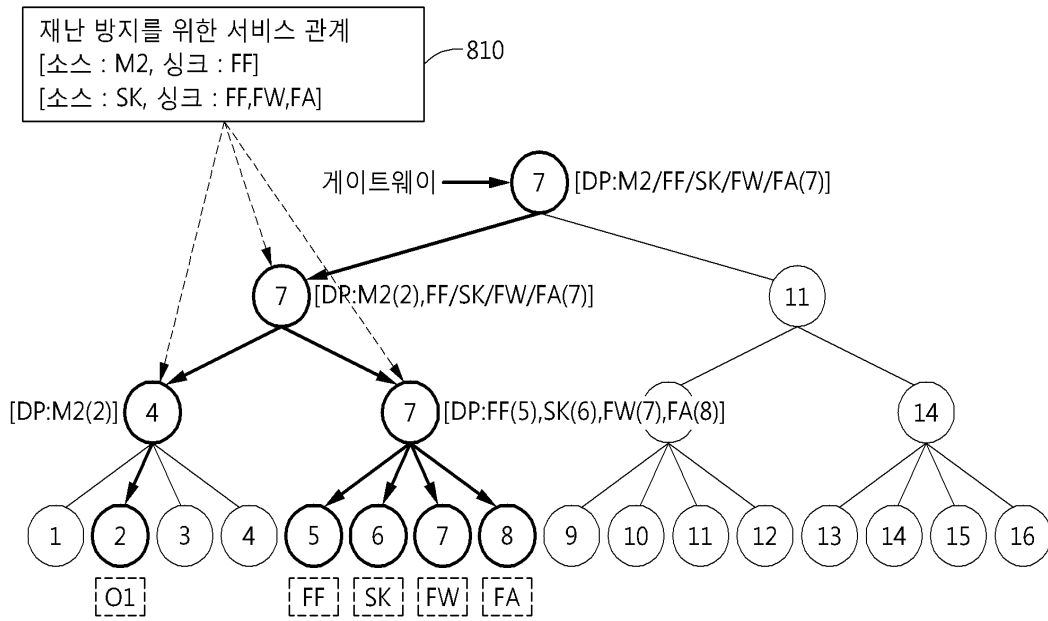 재난 방지를 위한 서비스 관계
[소스 : M2, 싱크 : FF]
[소스 : SK, 싱크 : FF,FW,FA]
810
게이트웨이 7 [DP:M2/FF/SK/FW/FA(7)]
7 [DP:M2(2),FF/SK/FW/FA(7)] 11
[DP:M2(2)] 4 7 [DP:FF(5),SK(6),FW(7),FA(8)] 14
1 2 3 4 5 6 7 8 9 10 11 12 13 14 15 16
O1 FF SK FW FA